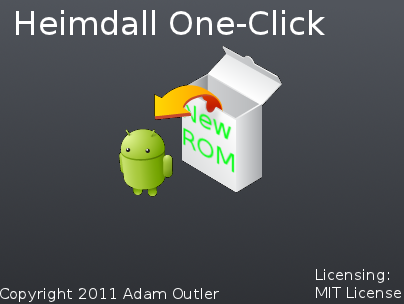 Heimdall One-Click
New
ROM
Licensing:
Copyright 2011 Adam Outler
MIT License